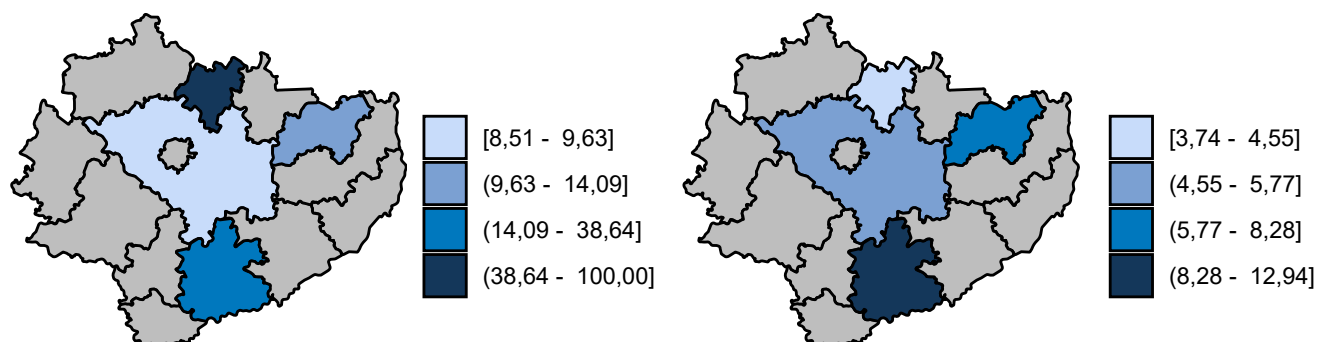 [8,51 - 9,63]
(9,63 - 14,09]
(14,09 - 38,64]
(38,64 - 100,00]
[3,74 - 4,55]
(4,55 - 5,77]
(5,77 - 8,28]
(8,28 - 12,94]